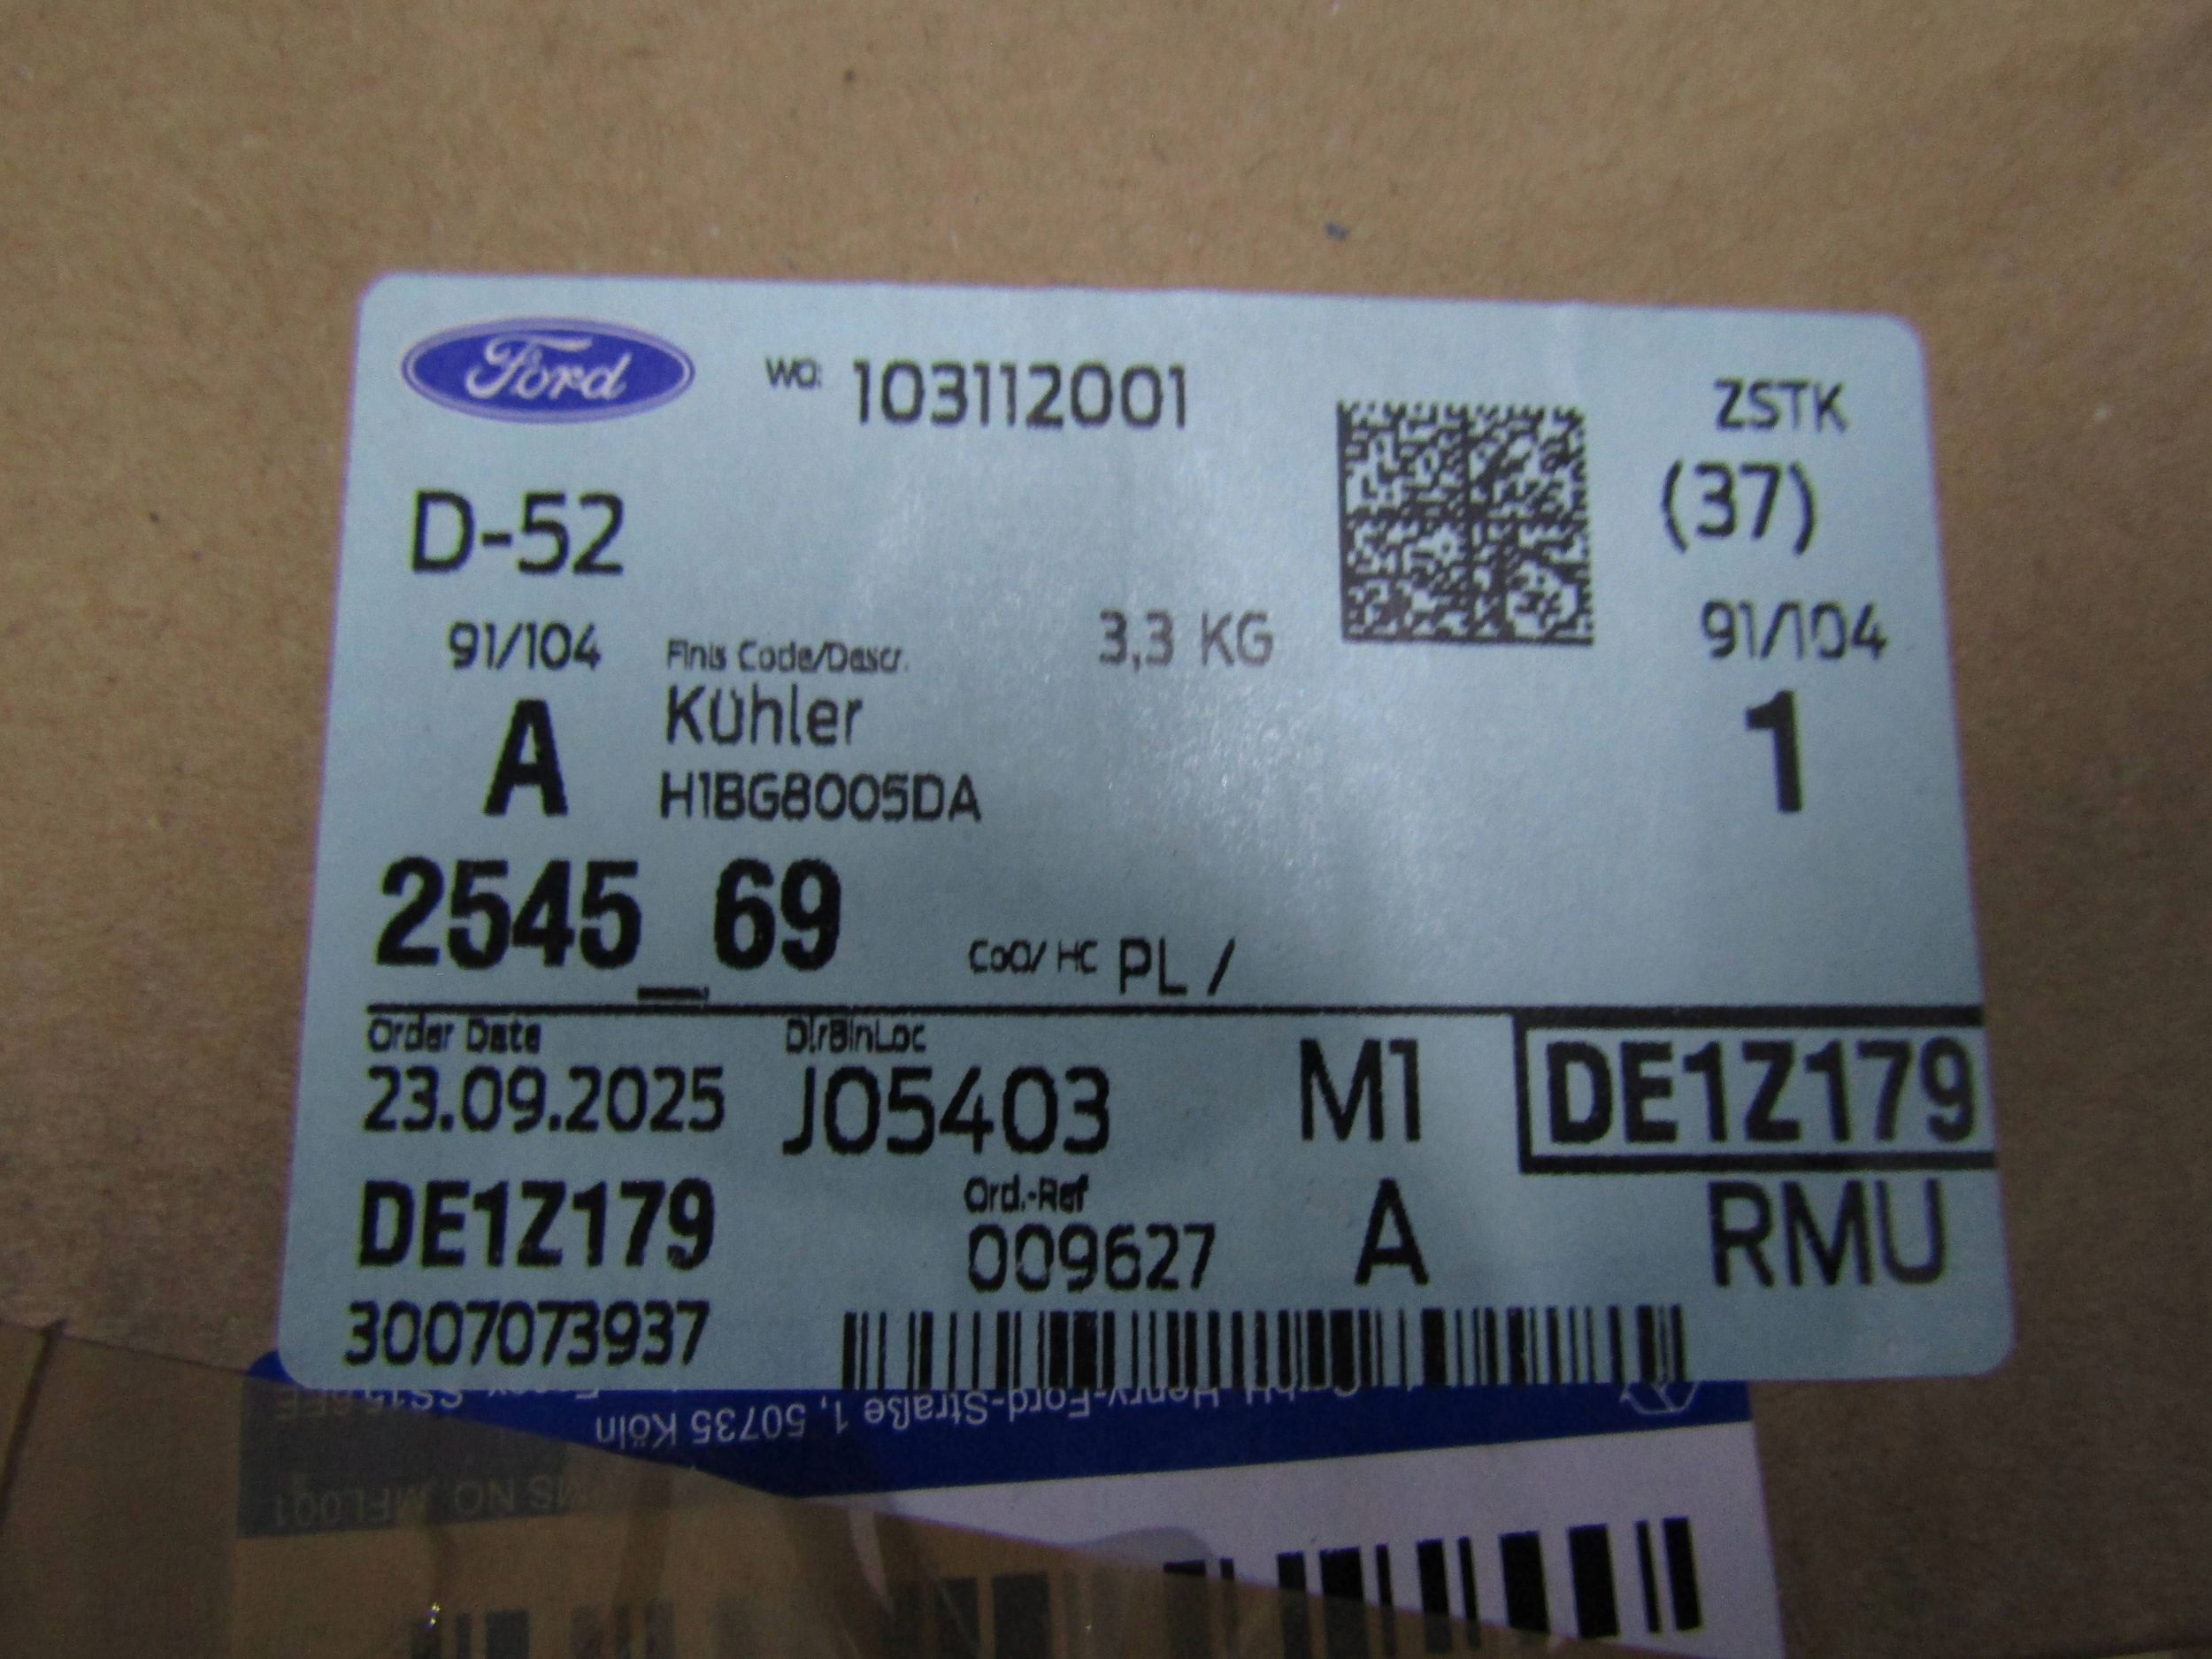 Ford
WO: 103112001
ZSTK
D-52
(37)
91/104
Finis Code/Descr.
3,3 KG
91/104
A
Kühler
1
H1BG8005DA
2545_69
CoO/ HC PL /
Order Date
DlrBinLoc
23.09.2025
J05403
M1
DE1Z179
DE1Z179
Ord.-Ref
009627
A
RMU
3007073937
Henry-Ford-Straße 1, 50735 Köln